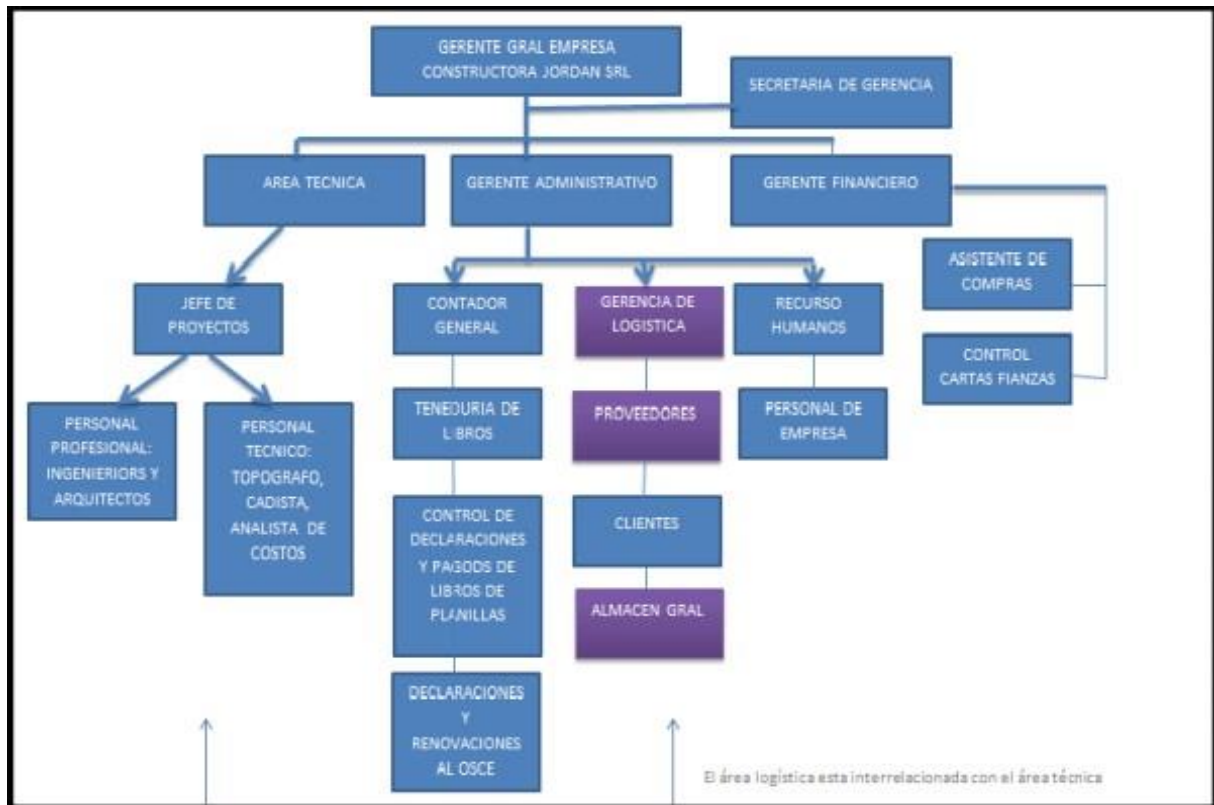 GERENTE GRAL EMPRESA
CONSTRUCTORA JORDAN SRL
SECRETARIA DE GERENCIA
AREA TECNICA
GERENTE ADMINISTRATIVO
GERENTE FINANCIERO
ASISTENTE DE
COMPRAS
CONTROL
CARTAS FIANZAS
JEFE DE
PROYECTOS
CONTADOR
GENERAL
GERENCIA DE
LOGISTICA
RECURSO
HUMANOS
PERSONAL
PROFESIONAL:
INGENIERIORS Y
ARQUITECTOS
PERSONAL
TECNICO:
TOPOGRAFO,
CADISTA,
ANALISTA DE
COSTOS
TENEDURIA DE
LIBROS
PROVEEDORES
PERSONAL DE
EMPRESA
CONTROL DE
DECLARACIONES
Y PAGODS DE
LIBROS DE
PLANILLAS
CLIENTES
ALMACEN GRAL
DECLARACIONES
Y
RENOVACIONES
AL OSCE
El área logística esta interrelacionada con el área técnica